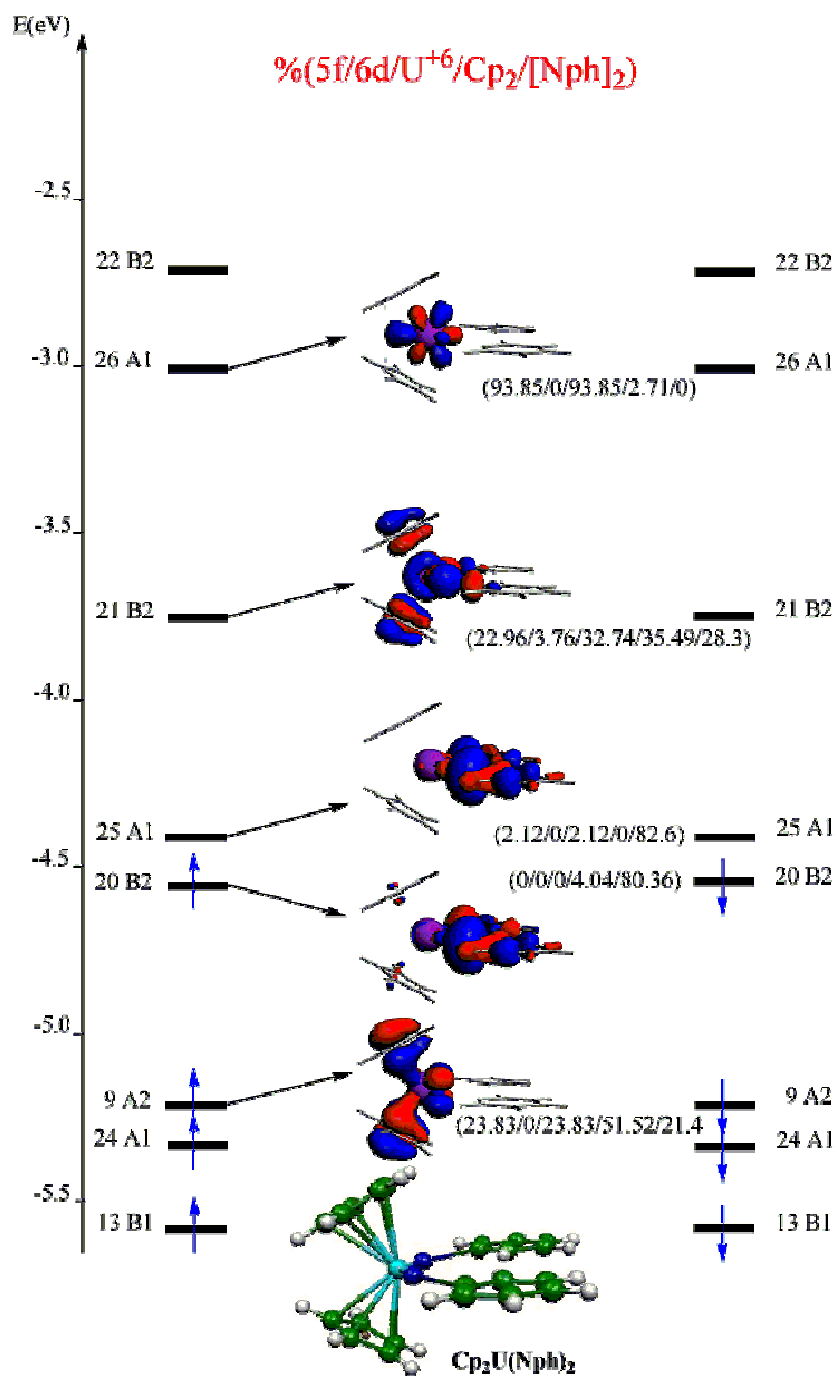 E(eV)
%(5f/6d/U+6/Cp2/[Nph]2)
-2.5
22 B2
22 B2
-3.0
26 A1
26 A1
(93.85/0/93.85/2.71/0)
-3.5
21 B2
21 B2
(22.96/3.76/32.74/35.49/28.3)
-4.0
25 A1
(2.12/0/2.12/0/82.6)
25 A1
-4.5
20 B2
(0/0/0/4.04/80.36)
20 B2
-5.0
9 A2
9 A2
24 A1
(23.83/0/23.83/51.52/21.4
24 A1
-5.5
13 B1
13 B1
Cp2U(Nph)2